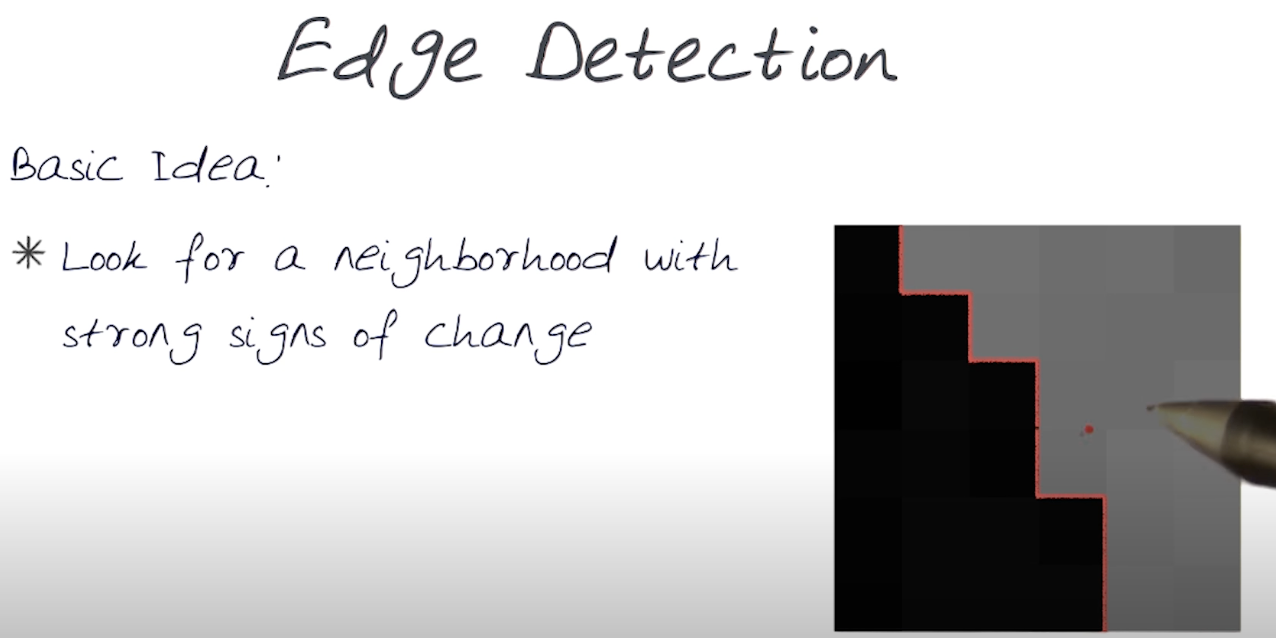 Edge Detection
Basic Idea:
* Look for a neighborhood with
strong signs of change